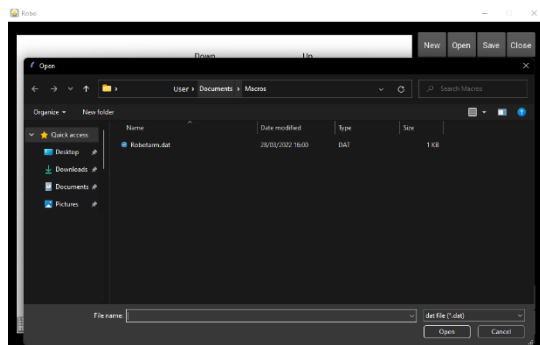 Robo
New Open Save Close
Down Up
Open
User › Documents › Macros
Search Macros
Organize New folder
Name Date modified Type Size
Quick access
Robotarm.dat 28/03/2022 16:00 DAT 1 KB
Desktop
Downloads
Documents
Pictures
File name: dat file (*.dat)
Open Cancel